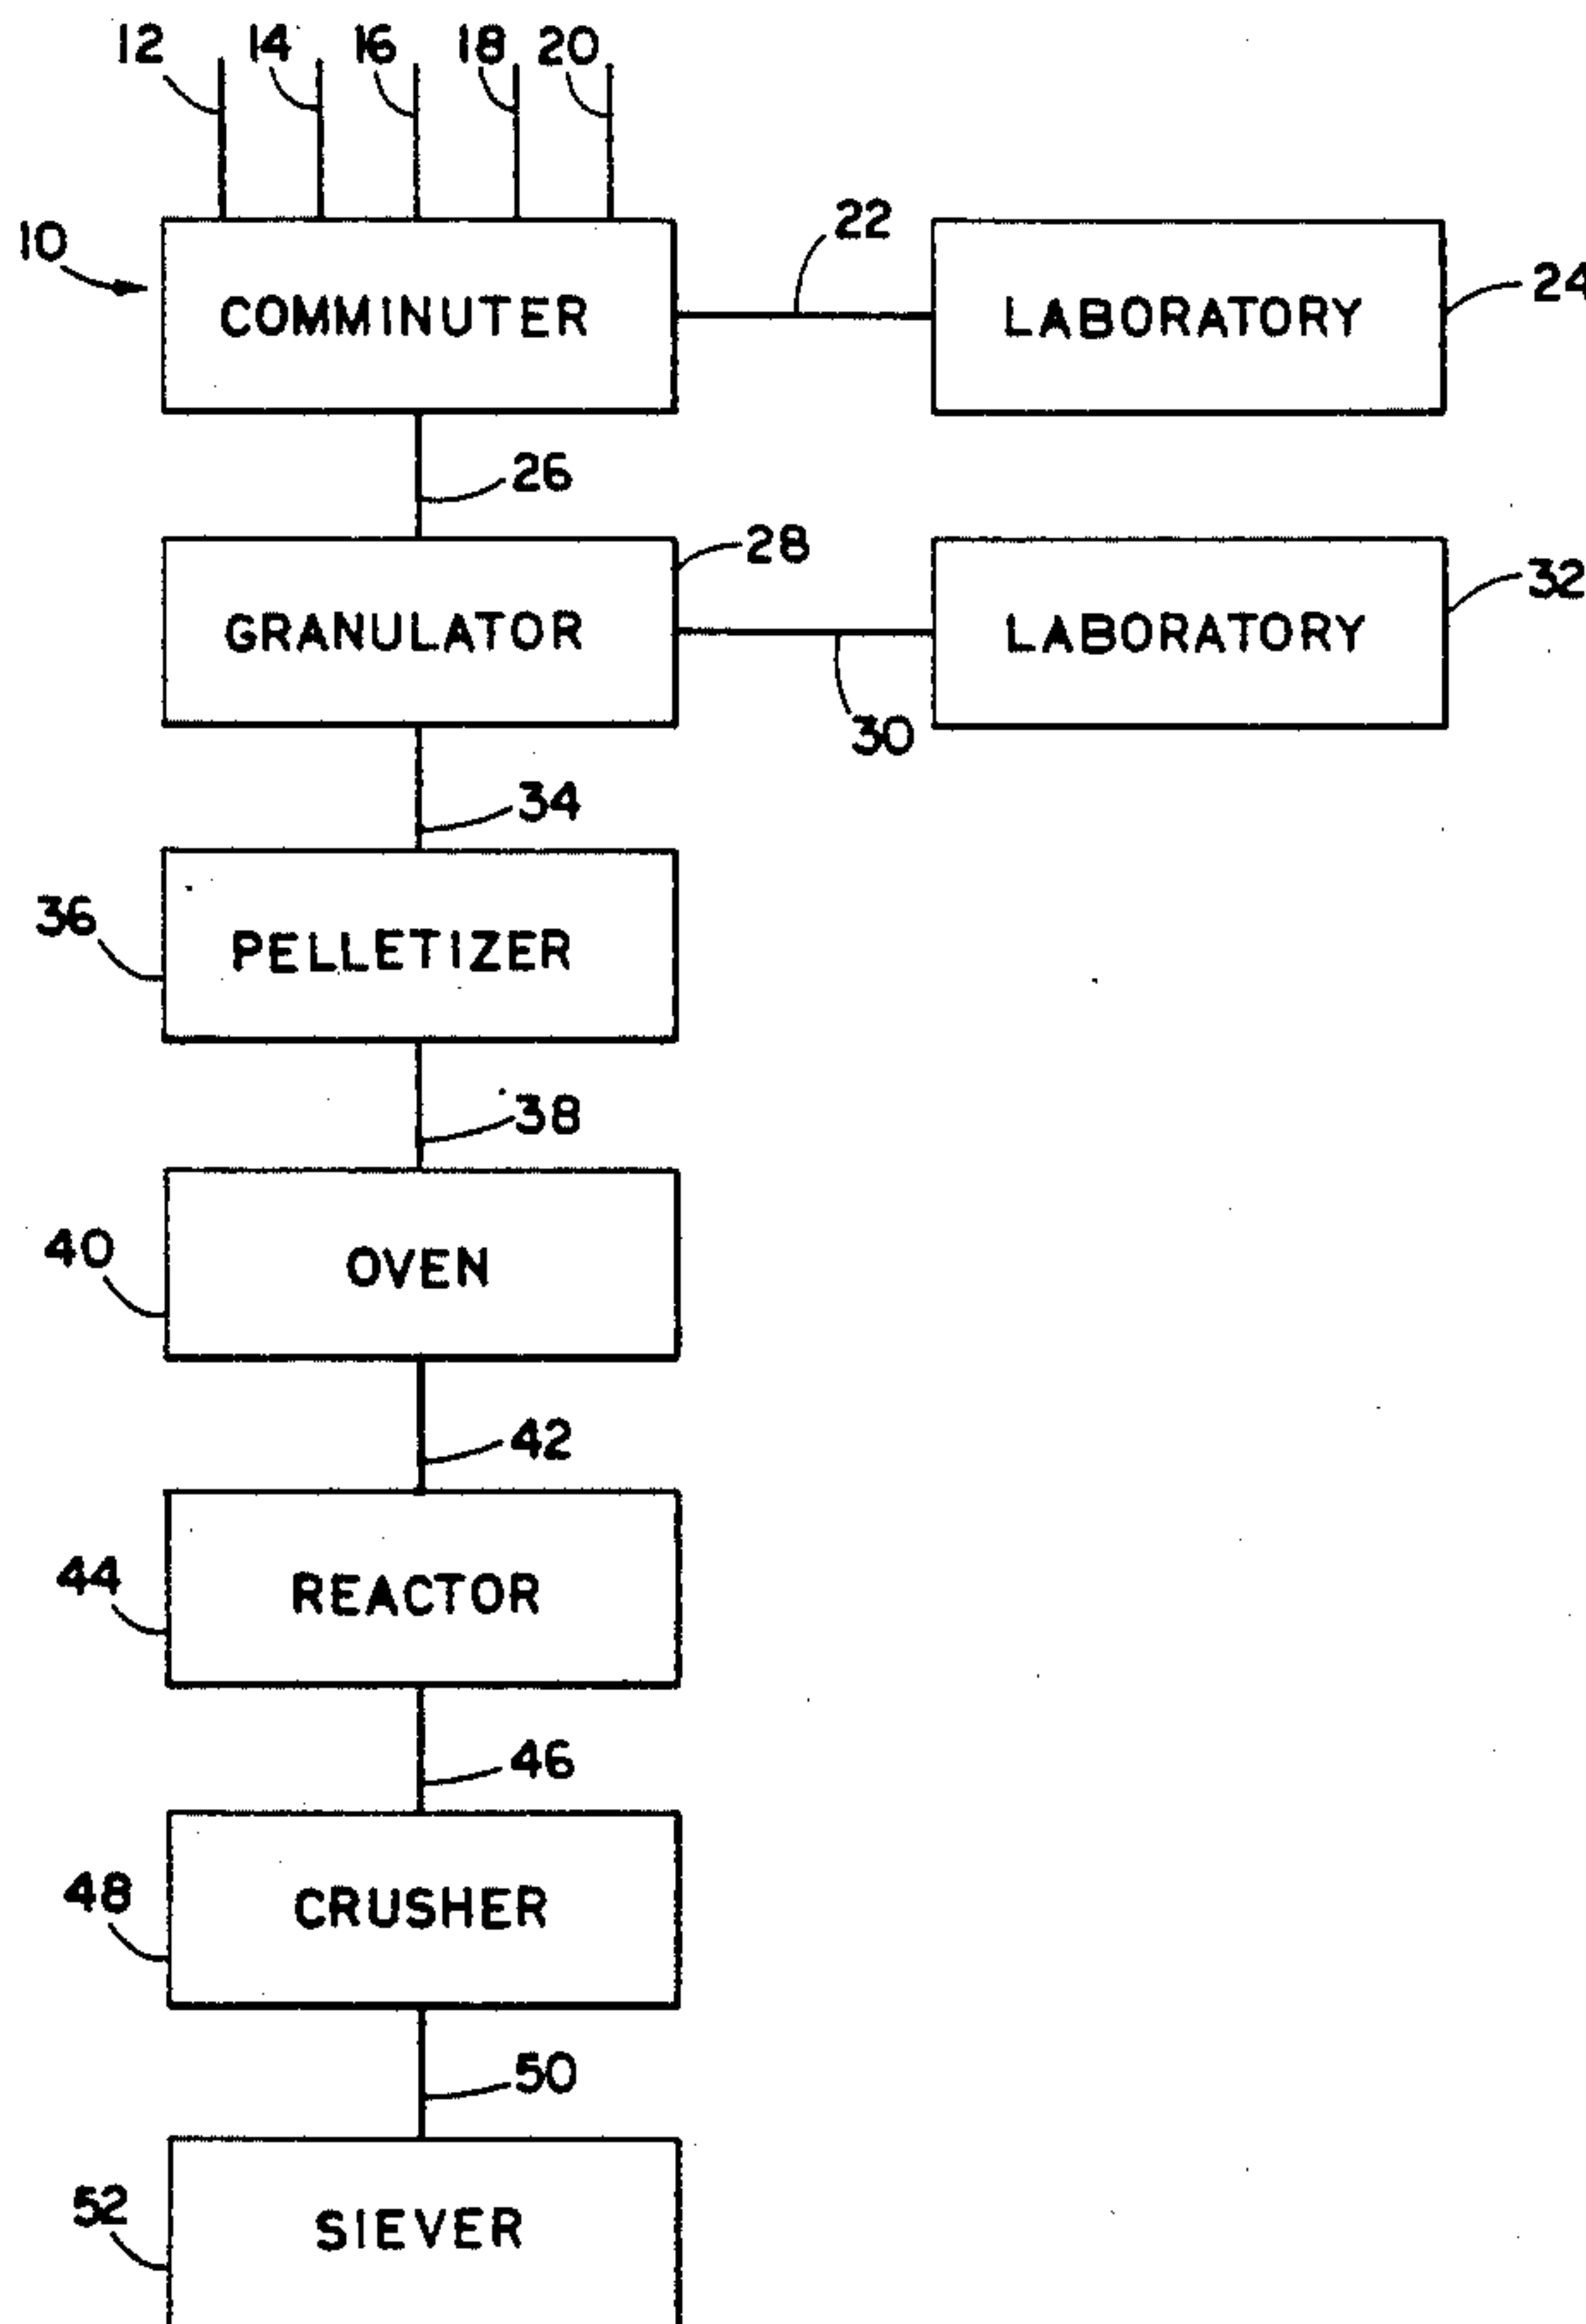 12 14 16 18 20
10
22
COMMINUTER
LABORATORY
24
26
28
GRANULATOR
LABORATORY
32
30
34
36
PELLETIZER
38
40
OVEN
42
44
REACTOR
46
48
CRUSHER
50
52
SIEVER